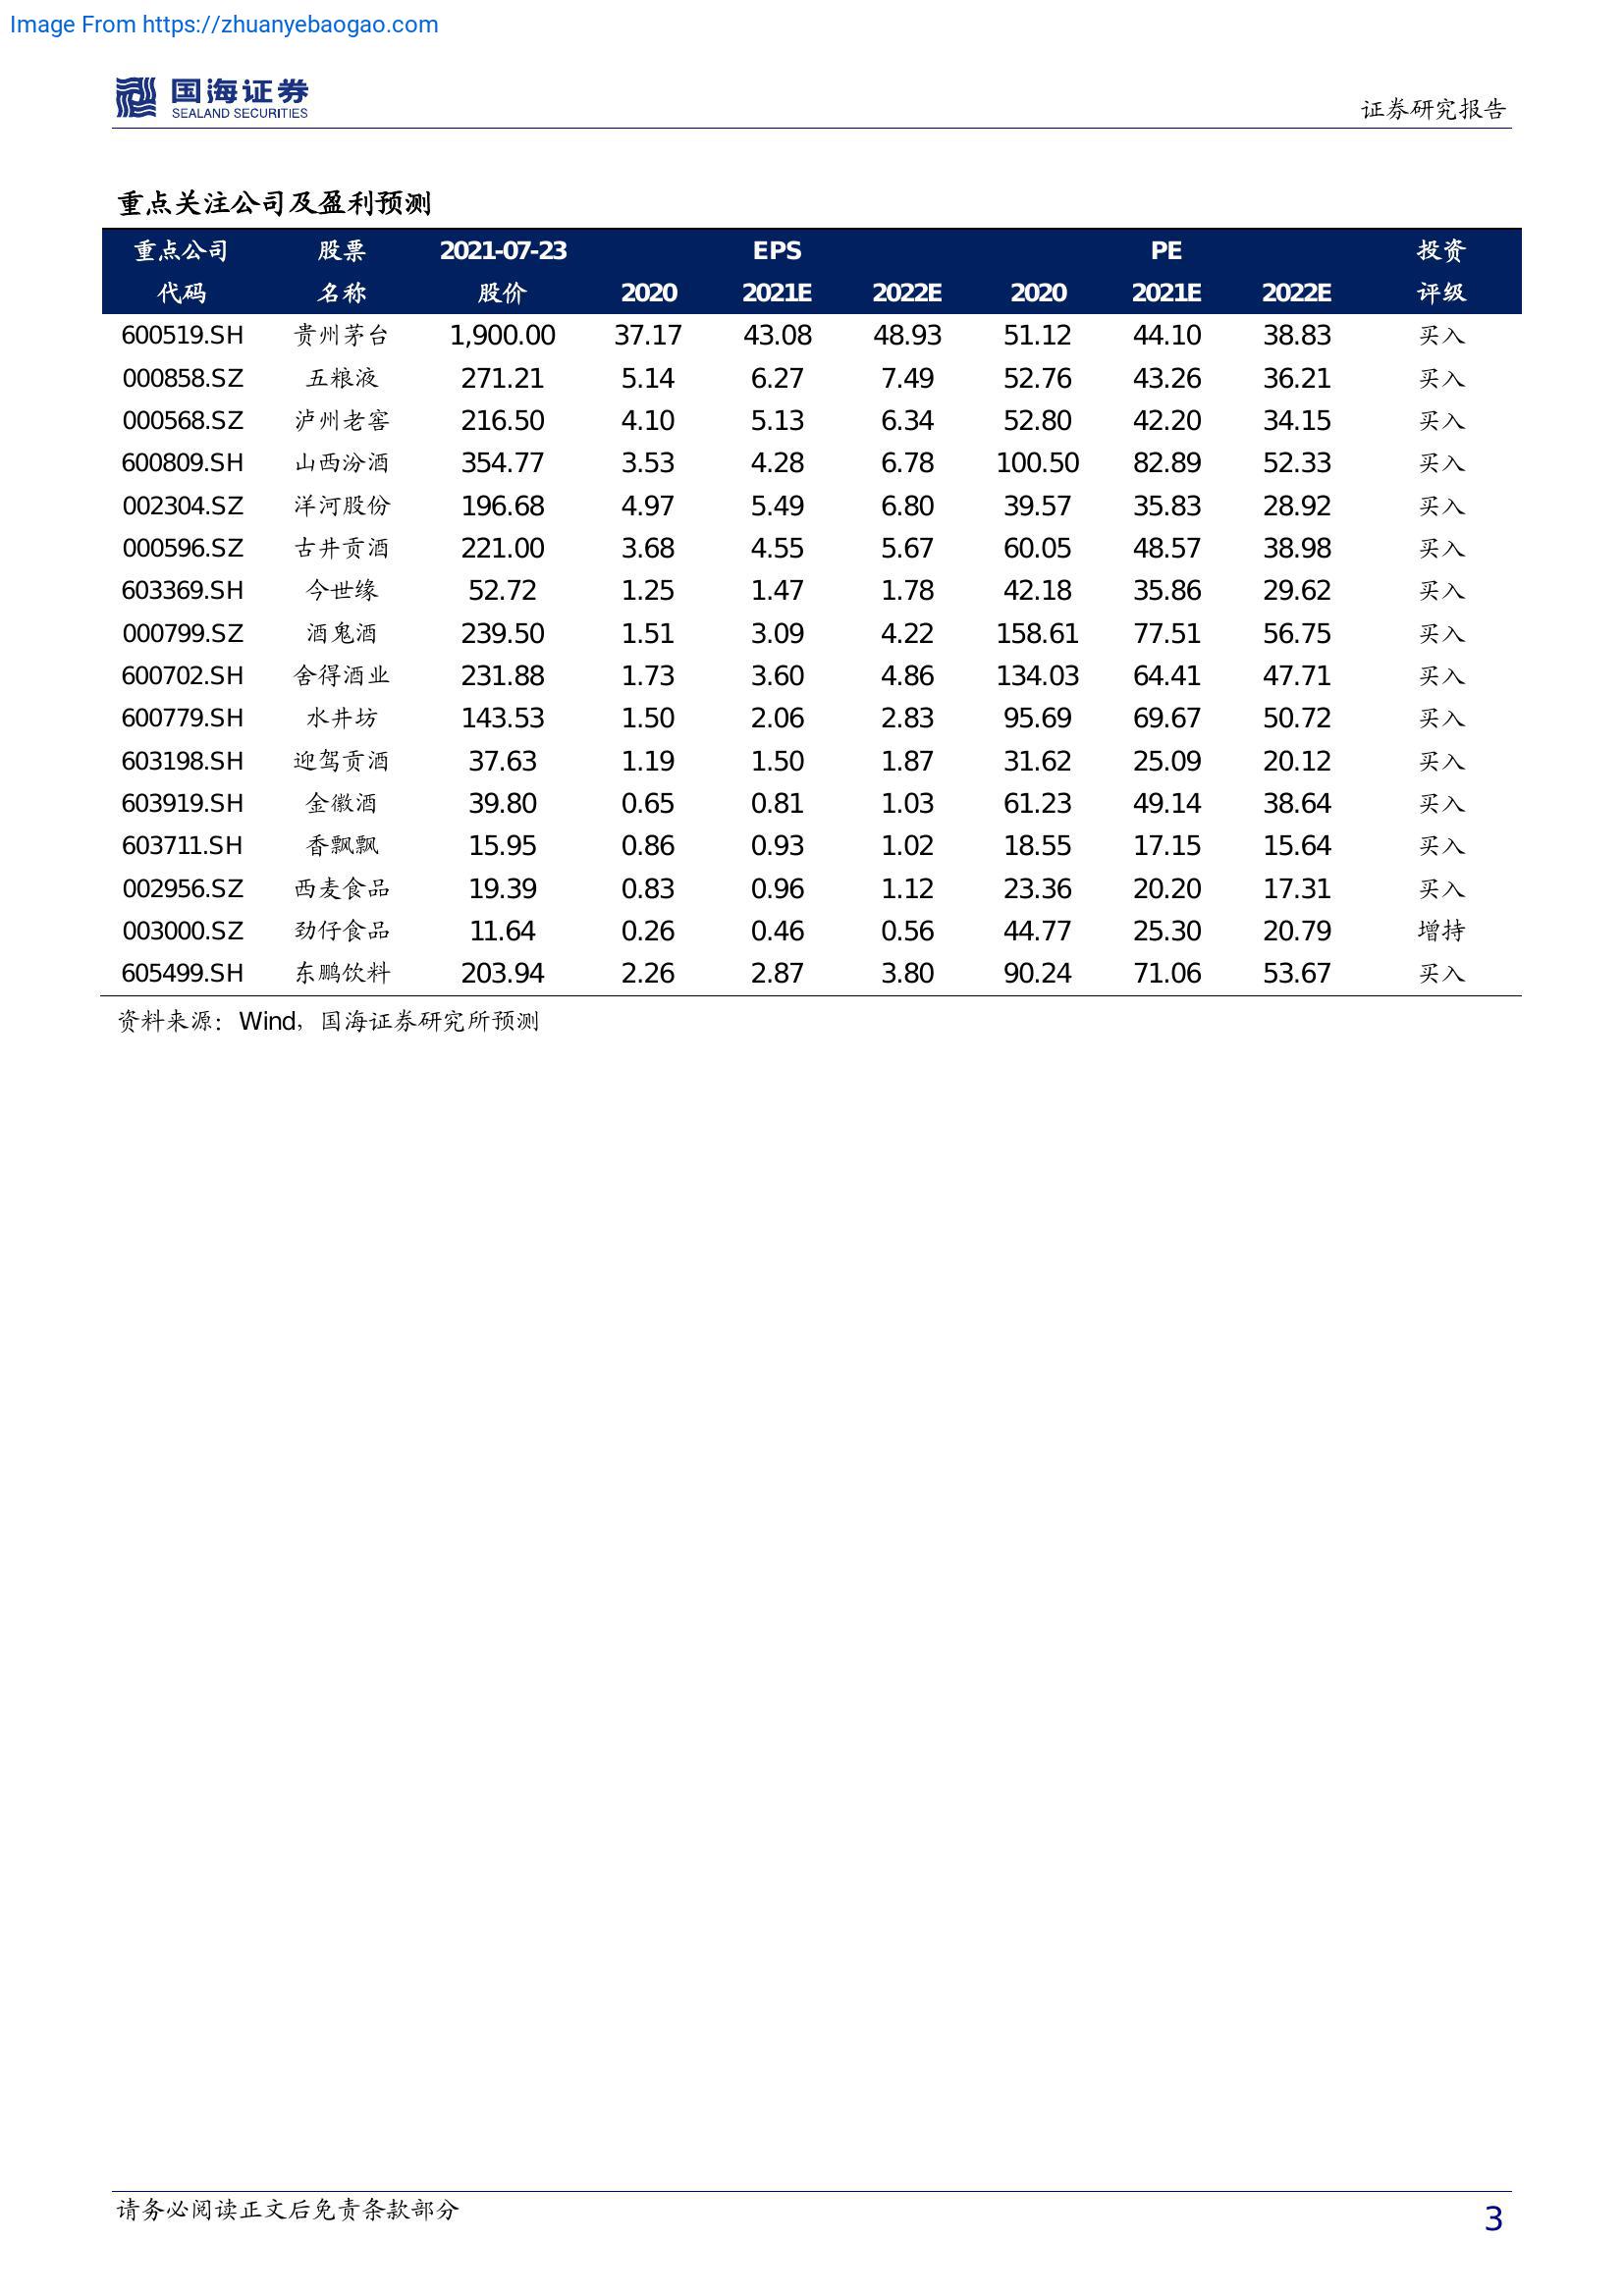 Image From https://zhuanyebaogao.com
国海证券
SEALAND SECURITIES
证券研究报告
重点关注公司及盈利预测
重点公司 股票 2021-07-23 EPS PE 投资
代码 名称 股价 2020 2021E 2022E 2020 2021E 2022E 评级
600519.SH 贵州茅台 1,900.00 37.17 43.08 48.93 51.12 44.10 38.83 买入
000858.SZ 五粮液 271.21 5.14 6.27 7.49 52.76 43.26 36.21 买入
000568.SZ 泸州老窖 216.50 4.10 5.13 6.34 52.80 42.20 34.15 买入
600809.SH 山西汾酒 354.77 3.53 4.28 6.78 100.50 82.89 52.33 买入
002304.SZ 洋河股份 196.68 4.97 5.49 6.80 39.57 35.83 28.92 买入
000596.SZ 古井贡酒 221.00 3.68 4.55 5.67 60.05 48.57 38.98 买入
603369.SH 今世缘 52.72 1.25 1.47 1.78 42.18 35.86 29.62 买入
000799.SZ 酒鬼酒 239.50 1.51 3.09 4.22 158.61 77.51 56.75 买入
600702.SH 舍得酒业 231.88 1.73 3.60 4.86 134.03 64.41 47.71 买入
600779.SH 水井坊 143.53 1.50 2.06 2.83 95.69 69.67 50.72 买入
603198.SH 迎驾贡酒 37.63 1.19 1.50 1.87 31.62 25.09 20.12 买入
603919.SH 金徽酒 39.80 0.65 0.81 1.03 61.23 49.14 38.64 买入
603711.SH 香飘飘 15.95 0.86 0.93 1.02 18.55 17.15 15.64 买入
002956.SZ 西麦食品 19.39 0.83 0.96 1.12 23.36 20.20 17.31 买入
003000.SZ 劲仔食品 11.64 0.26 0.46 0.56 44.77 25.30 20.79 增持
605499.SH 东鹏饮料 203.94 2.26 2.87 3.80 90.24 71.06 53.67 买入
资料来源：Wind，国海证券研究所预测
请务必阅读正文后免责条款部分
3